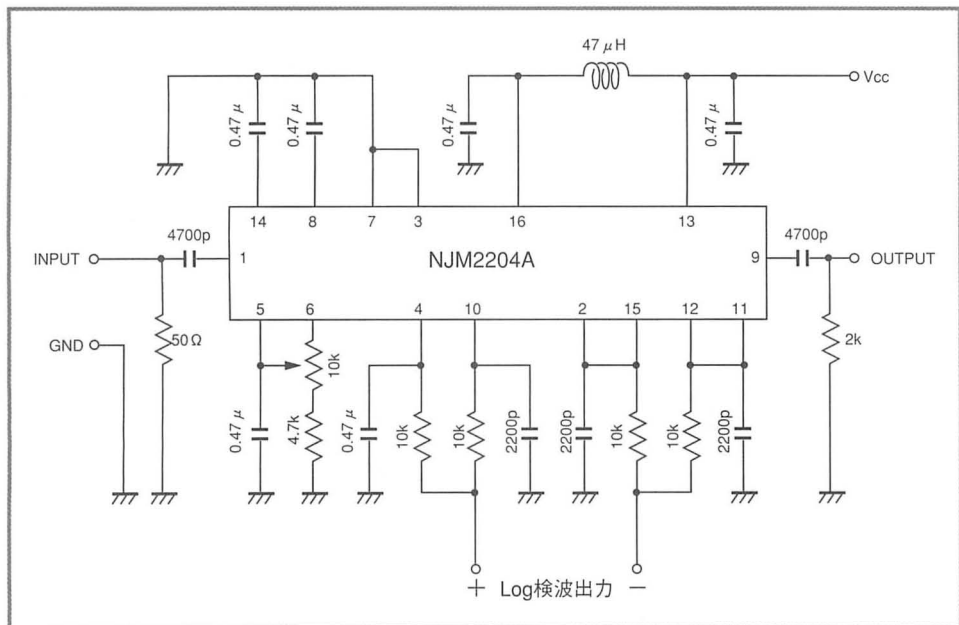 47 μH
Vcc
0.47 μ
0.47 μ
0.47 μ
0.47 μ
14 8 7 3 16 13
4700p
4700p
INPUT
1
NJM2204A
9
OUTPUT
5 6 4 10 2 15 12 11
50Ω
10k
2k
GND
0.47 μ
4.7k
0.47 μ
10k
10k
2200p
2200p
10k
10k
2200p
+ Log検波出力 −